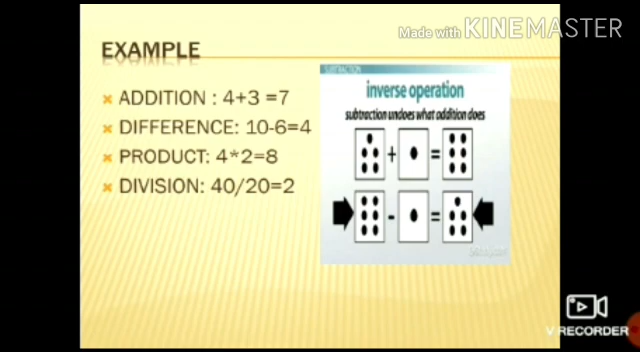 Made with KINEMASTER
EXAMPLE
ADDITION : 4+3 =7
DIFFERENCE: 10-6=4
PRODUCT: 4*2=8
DIVISION: 40/20=2
SUBTRACTION
inverse operation
subtraction undoes what addition does
+ =
- =
V RECORDER